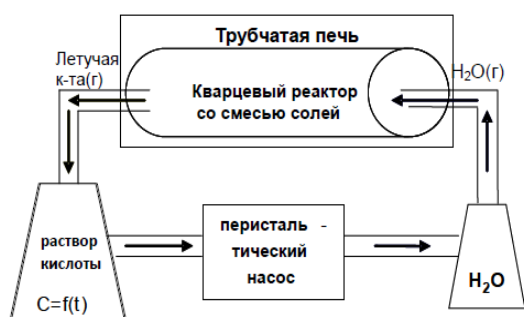 Трубчатая печь
Летучая
к-та(г)
H₂O(г)
Кварцевый реактор
со смесью солей
раствор
кислоты
C=f(t)
перисталь -
тический
насос
H₂O